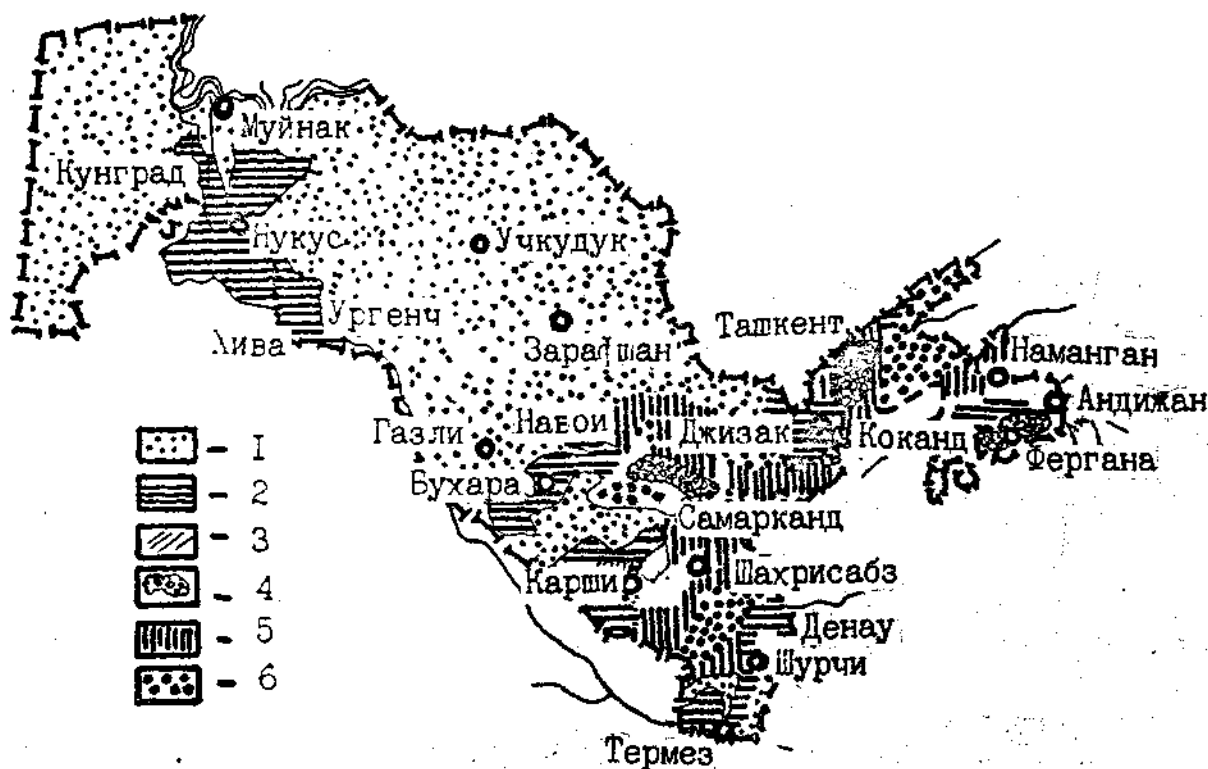 Муйнак
Кунград
Нукус
Учкудук
Ургенч
Ташкент
Хива
Зарафшан
Наманган
Андижан
Навои
Газли
Джизак
Коканд
Фергана
Бухара
Самарканд
Карши
Шахрисабз
Денау
Шурчи
Термез
- 1
- 2
- 3
- 4
- 5
- 6